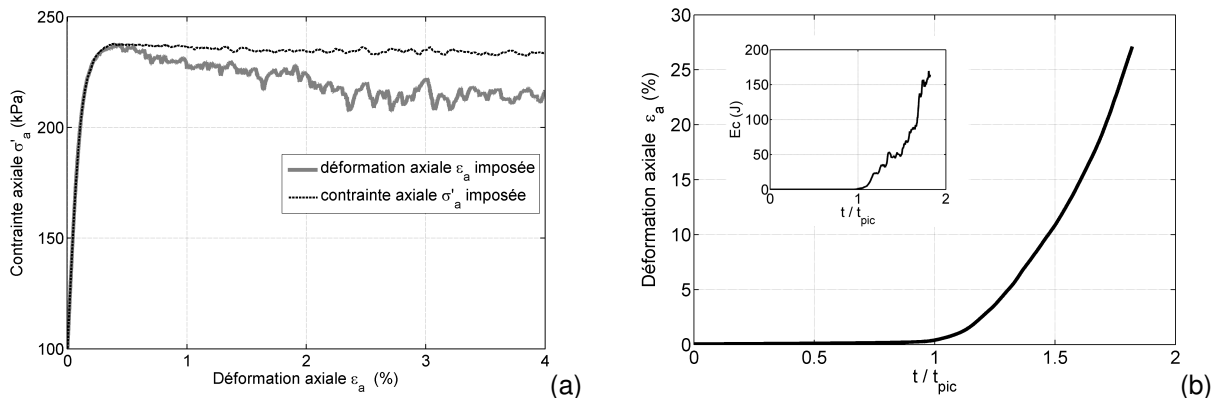 250
200
150
100
0
1
2
3
4
Contrainte axiale σ'a (kPa)
Déformation axiale εa (%)
déformation axiale εa imposée
contrainte axiale σ'a imposée
(a)
30
25
20
15
10
5
0
0
0.5
1
1.5
2
Déformation axiale εa (%)
t / tpic
200
150
100
50
0
0
1
2
Ec (J)
t / tpic
(b)